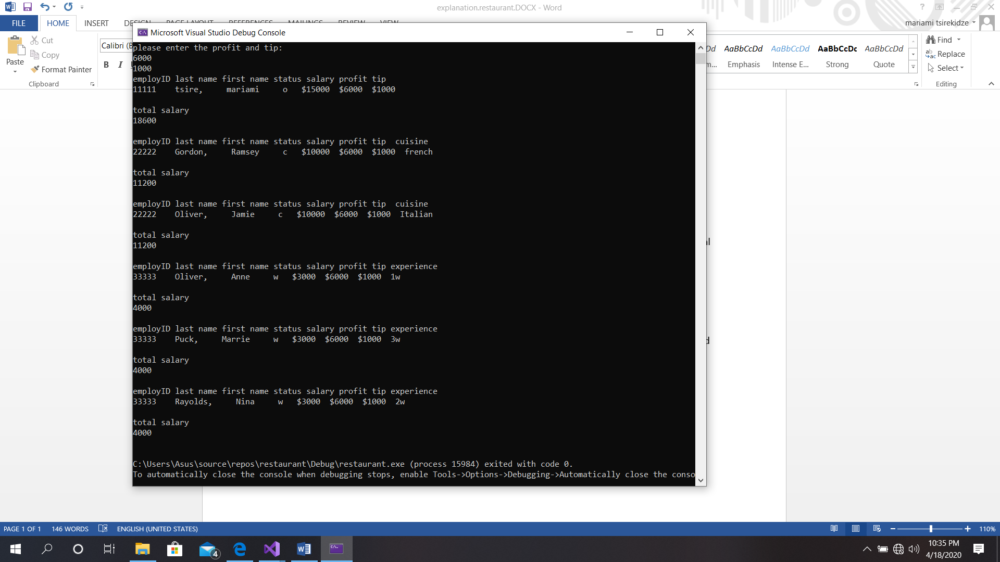 explanation.restaurant.DOCX - Word
FILE HOME INSERT DESIGN PAGE LAYOUT REFERENCES MAILINGS REVIEW VIEW
mariami tsirekidze
Paste
Cut
Copy
Format Painter
Clipboard
Calibri (B
B I
AaBbCcDd AaBbCcDd AaBbCcDc AaBbCcDd
Emphasis Intense E... Strong Quote
Find
Replace
Select
Editing
Microsoft Visual Studio Debug Console
please enter the profit and tip:
6000
1000
employID last name first name status salary profit tip
11111 tsire, mariami o $15000 $6000 $1000
total salary
18600
employID last name first name status salary profit tip cuisine
22222 Gordon, Ramsey c $10000 $6000 $1000 french
total salary
11200
employID last name first name status salary profit tip cuisine
22222 Oliver, Jamie c $10000 $6000 $1000 Italian
total salary
11200
employID last name first name status salary profit tip experience
33333 Oliver, Anne w $3000 $6000 $1000 1w
total salary
4000
employID last name first name status salary profit tip experience
33333 Puck, Marrie w $3000 $6000 $1000 3w
total salary
4000
employID last name first name status salary profit tip experience
33333 Rayolds, Nina w $3000 $6000 $1000 2w
total salary
4000
C:\Users\Asus\source\repos\restaurant\Debug\restaurant.exe (process 15984) exited with code 0.
To automatically close the console when debugging stops, enable Tools->Options->Debugging->Automatically close the conso
PAGE 1 OF 1 146 WORDS ENGLISH (UNITED STATES) 110%
4
10:35 PM
4/18/2020